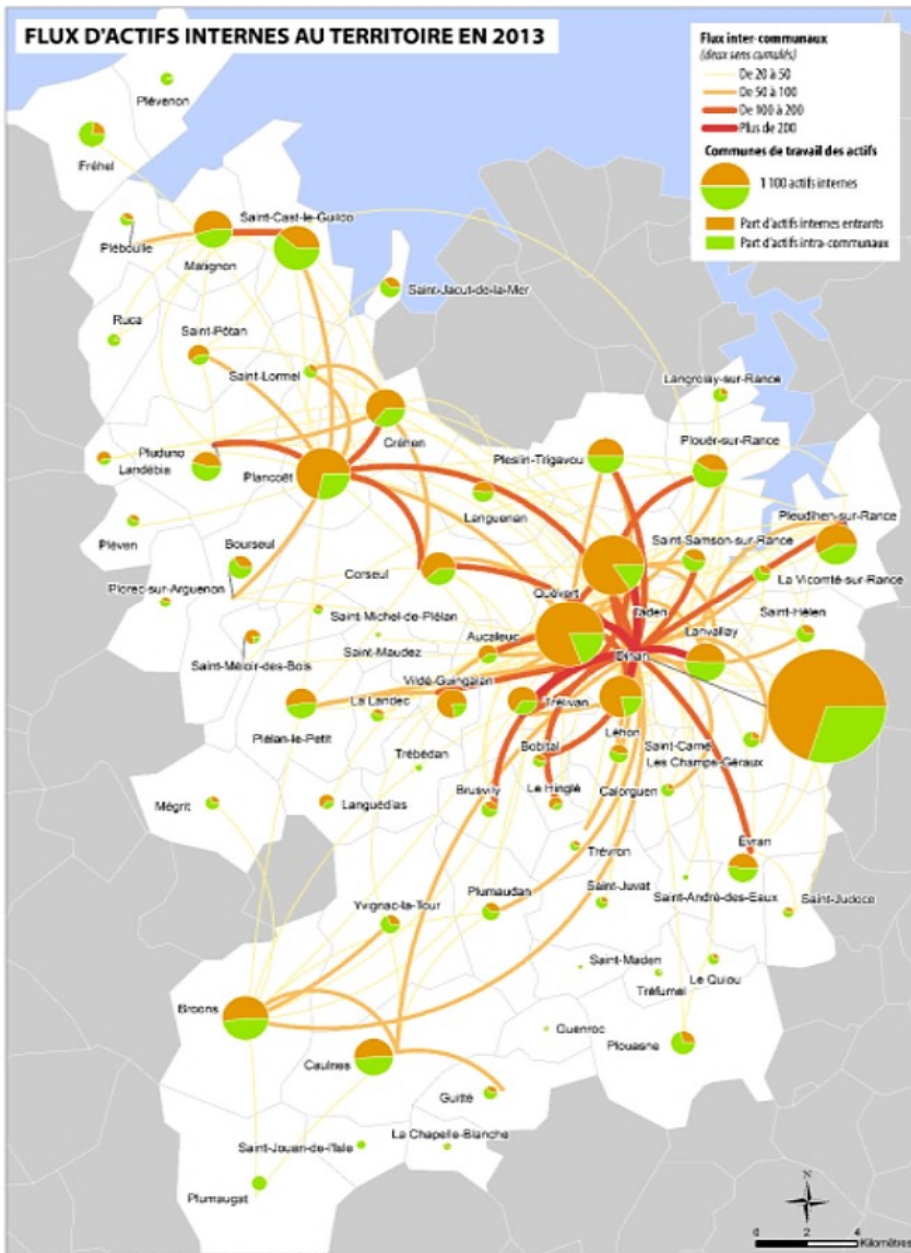 FLUX D'ACTIFS INTERNES AU TERRITOIRE EN 2013
Flux inter-communaux
(deux sens cumulés)
De 20 à 50
De 50 à 100
De 100 à 200
Plus de 200
Communes de travail des actifs
1 100 actifs internes
Part d'actifs internes entrants
Part d'actifs intra-communaux
Plévenon
Fréhel
Saint-Cast-le-Guildo
Pléboulle
Matignon
Saint-Jacut-de-la-Mer
Ruca
Saint-Pôtan
Saint-Lormel
Langrolay-sur-Rance
Créhen
Pluduno
Landébia
Plancoët
Pleslin-Trigavou
Plouër-sur-Rance
Languenan
Pleudihen-sur-Rance
Pléven
Bourseul
Saint-Samson-sur-Rance
Corseul
La Vicomté-sur-Rance
Plorec-sur-Arguenon
Quévert
Taden
Saint-Hélen
Saint-Michel-de-Plélan
Aucaleuc
Lanvallay
Saint-Méloir-des-Bois
Saint-Maudez
Dinan
Vildé-Guingalan
La Landec
Trélivan
Plélan-le-Petit
Léhon
Trébédan
Bobital
Saint-Carné
Les Champs-Géraux
Mégrit
Languédias
Brusvily
Le Hinglé
Calorguen
Évran
Trévron
Saint-Juvat
Saint-André-des-Eaux
Saint-Judoce
Yvignac-la-Tour
Plumaudan
Saint-Maden
Le Quiou
Tréfumel
Broons
Guenroc
Plouasne
Caulnes
Guitté
La Chapelle-Blanche
Saint-Jouan-de-l'Isle
Plumaugat
N
0 2 4
Kilomètres